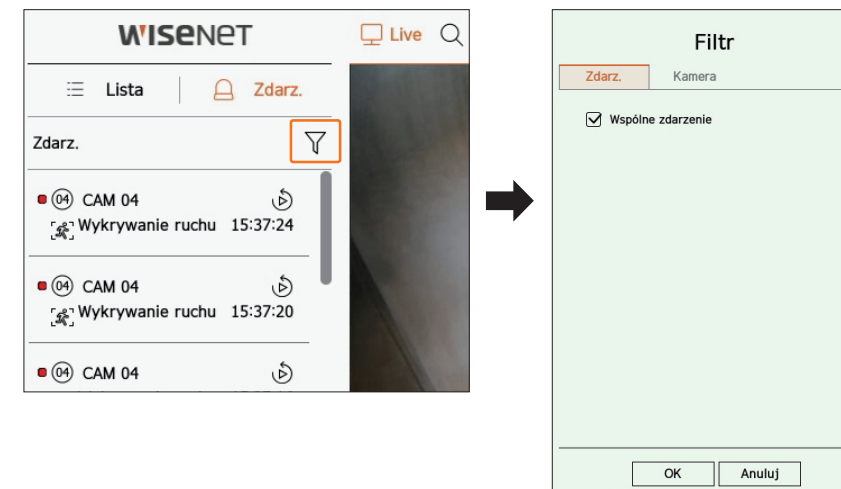 WISENET
Live
Lista
Zdarz.
Zdarz.
04 CAM 04
Wykrywanie ruchu 15:37:24
04 CAM 04
Wykrywanie ruchu 15:37:20
04 CAM 04
Filtr
Zdarz. Kamera
Wspólne zdarzenie
OK Anuluj